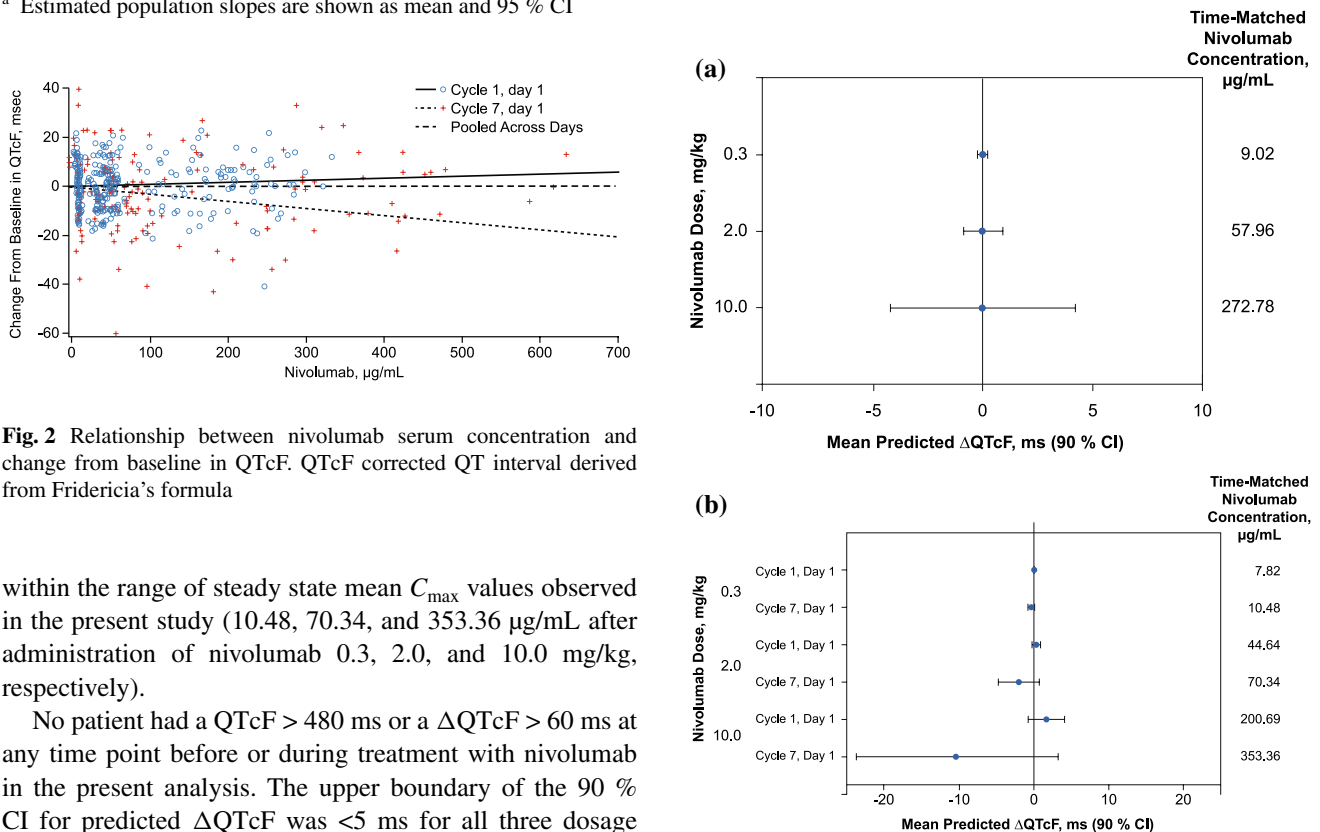 a Estimated population slopes are shown as mean and 95 % CI
40
20
0
-20
-40
-60
Change From Baseline in QTcF, msec
Cycle 1, day 1
Cycle 7, day 1
Pooled Across Days
0 100 200 300 400 500 600 700
Nivolumab, µg/mL
Fig. 2 Relationship between nivolumab serum concentration and
change from baseline in QTcF. QTcF corrected QT interval derived
from Fridericia's formula
within the range of steady state mean Cmax values observed
in the present study (10.48, 70.34, and 353.36 µg/mL after
administration of nivolumab 0.3, 2.0, and 10.0 mg/kg,
respectively).
No patient had a QTcF > 480 ms or a ΔQTcF > 60 ms at
any time point before or during treatment with nivolumab
in the present analysis. The upper boundary of the 90 %
CI for predicted ΔQTcF was <5 ms for all three dosage
(a)
Time-Matched
Nivolumab
Concentration,
µg/mL
Nivolumab Dose, mg/kg
0.3 9.02
2.0 57.96
10.0 272.78
-10 -5 0 5 10
Mean Predicted ΔQTcF, ms (90 % CI)
(b)
Time-Matched
Nivolumab
Concentration,
µg/mL
Nivolumab Dose, mg/kg
0.3
Cycle 1, Day 1 7.82
Cycle 7, Day 1 10.48
2.0
Cycle 1, Day 1 44.64
Cycle 7, Day 1 70.34
10.0
Cycle 1, Day 1 200.69
Cycle 7, Day 1 353.36
-20 -10 0 10 20
Mean Predicted ΔQTcF, ms (90 % CI)